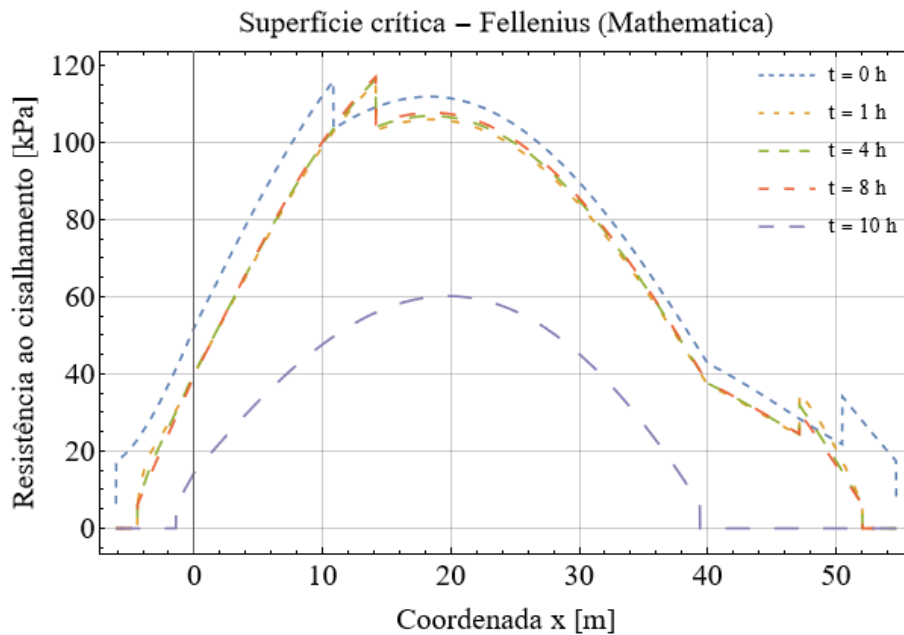 Superfície crítica – Fellenius (Mathematica)
120
100
80
60
40
20
0
Resistência ao cisalhamento [kPa]
t = 0 h
t = 1 h
t = 4 h
t = 8 h
t = 10 h
0 10 20 30 40 50
Coordenada x [m]